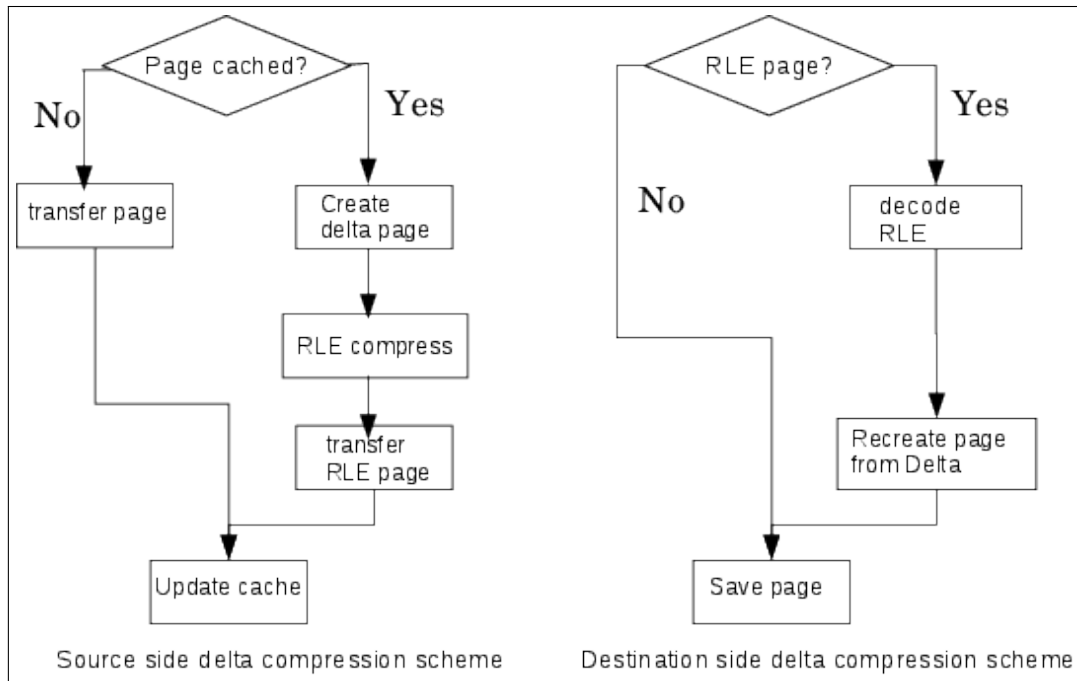 Page cached?
No
Yes
transfer page
Create
delta page
RLE compress
transfer
RLE page
Update cache
Source side delta compression scheme
RLE page?
No
Yes
decode
RLE
Recreate page
from Delta
Save page
Destination side delta compression scheme